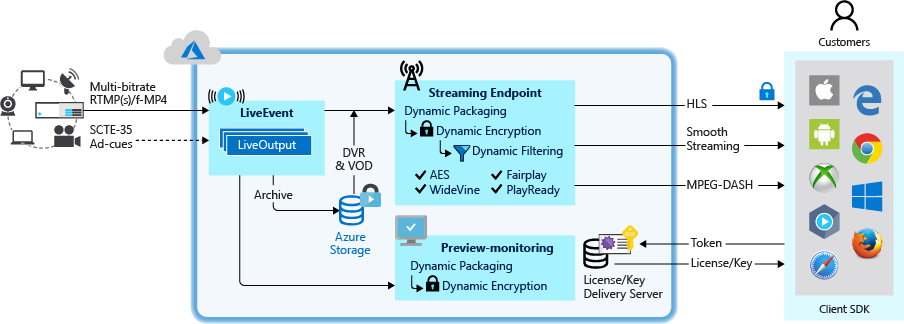 Customers
Multi-bitrate
RTMP(s)/f-MP4
SCTE-35
Ad-cues
LiveEvent
LiveOutput
DVR
& VOD
Archive
Azure
Storage
Streaming Endpoint
Dynamic Packaging
Dynamic Encryption
Dynamic Filtering
AES
Fairplay
WideVine
PlayReady
Preview-monitoring
Dynamic Packaging
Dynamic Encryption
License/Key
Delivery Server
HLS
Smooth
Streaming
MPEG-DASH
Token
License/Key
Client SDK